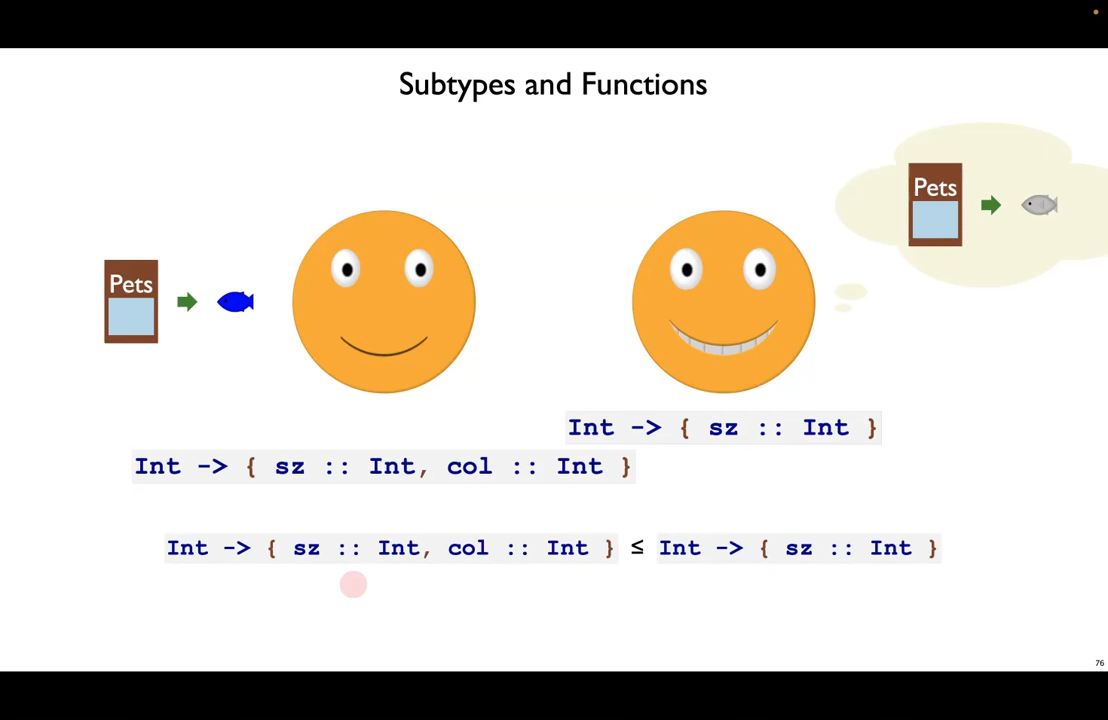 Subtypes and Functions
Pets
Pets
Int -> { sz :: Int }
Int -> { sz :: Int, col :: Int }
Int -> { sz :: Int, col :: Int } ≤ Int -> { sz :: Int }
76